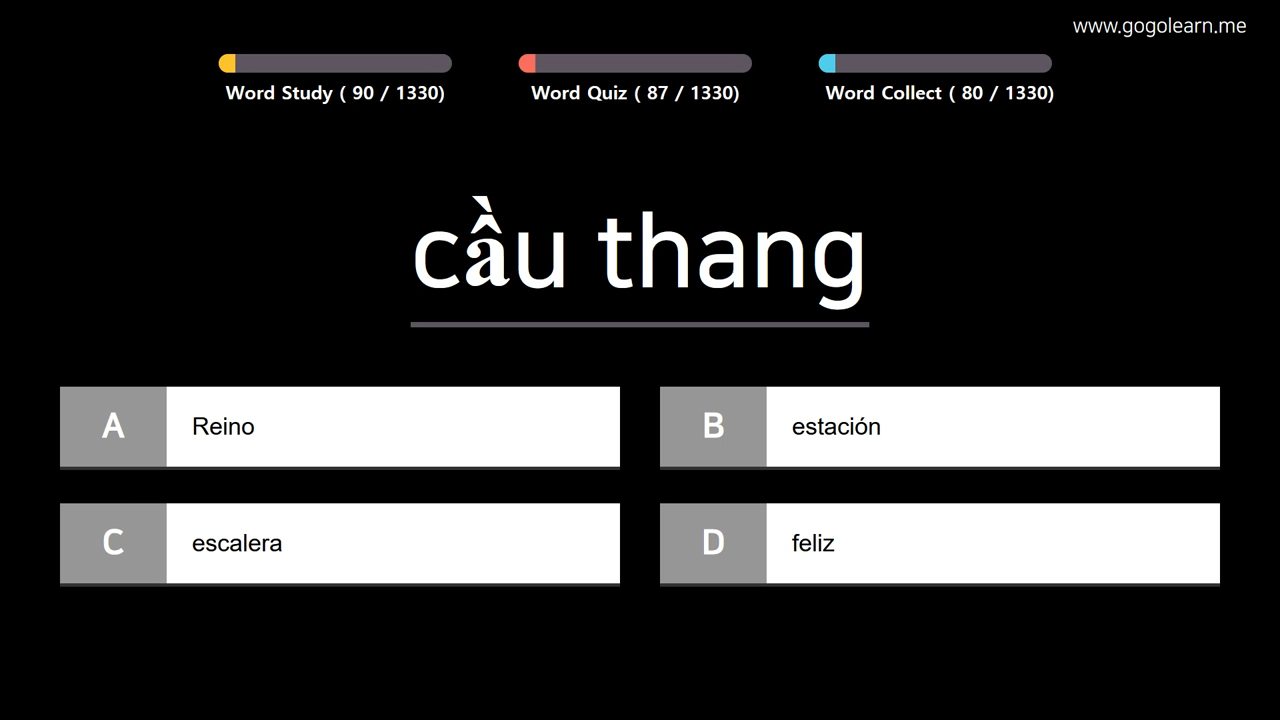 www.gogolearn.me
Word Study ( 90 / 1330)
Word Quiz ( 87 / 1330)
Word Collect ( 80 / 1330)
cầu thang
A Reino
B estación
C escalera
D feliz